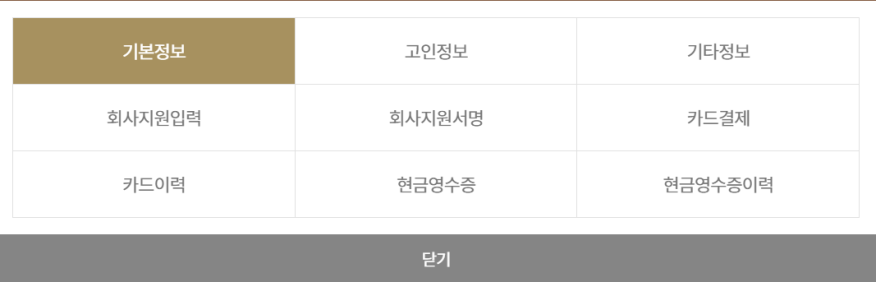 기본정보
고인정보
기타정보
회사지원입력
회사지원서명
카드결제
카드이력
현금영수증
현금영수증이력
닫기